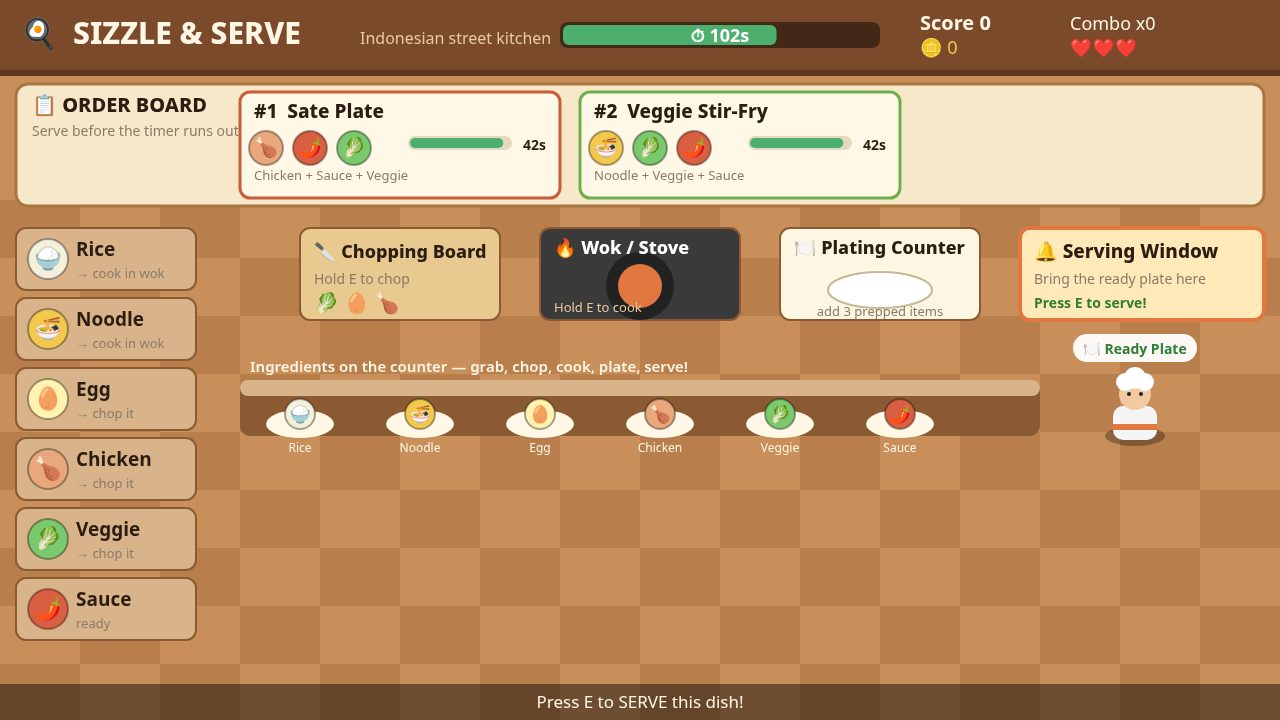 SIZZLE & SERVE
Indonesian street kitchen
102s
Score 0
0
Combo x0
ORDER BOARD
Serve before the timer runs out
#1 Sate Plate
42s
Chicken + Sauce + Veggie
#2 Veggie Stir-Fry
42s
Noodle + Veggie + Sauce
Rice
→ cook in wok
Noodle
→ cook in wok
Egg
→ chop it
Chicken
→ chop it
Veggie
→ chop it
Sauce
ready
Chopping Board
Hold E to chop
Wok / Stove
Hold E to cook
Plating Counter
add 3 prepped items
Serving Window
Bring the ready plate here
Press E to serve!
Ready Plate
Ingredients on the counter — grab, chop, cook, plate, serve!
Rice
Noodle
Egg
Chicken
Veggie
Sauce
Press E to SERVE this dish!